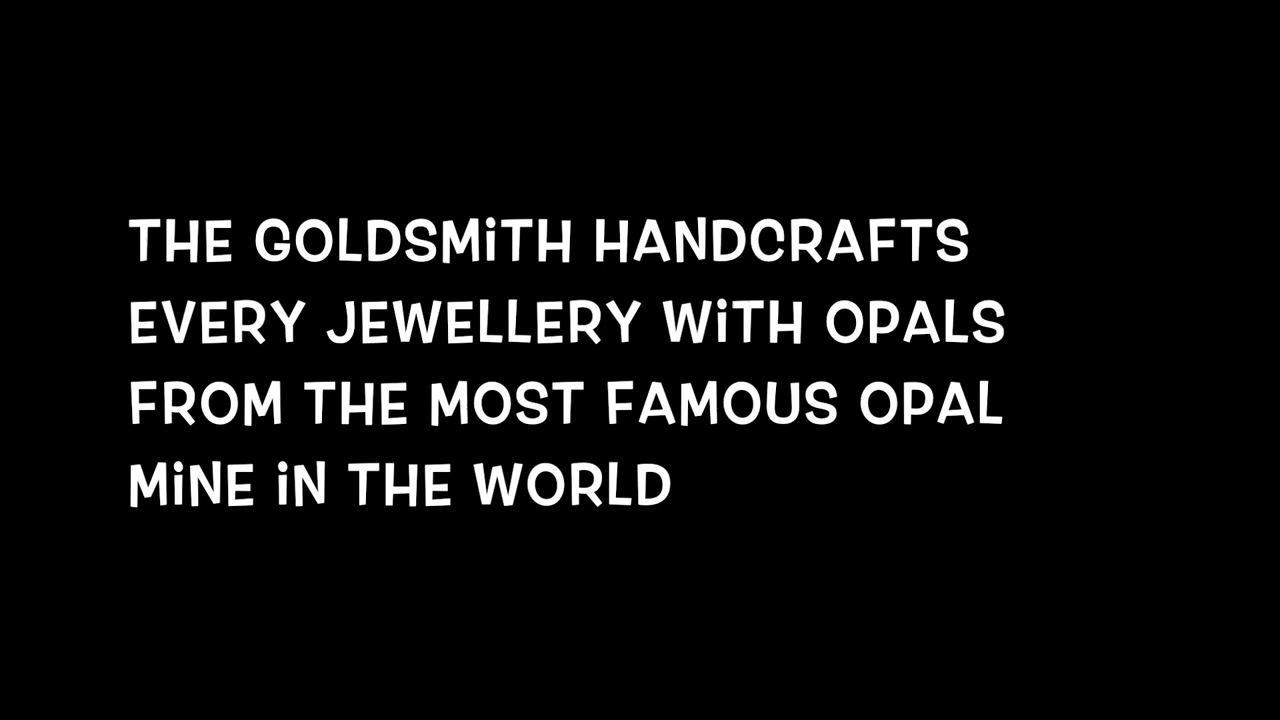 THE GOLDSMiTH HANDCRAFTS
EVERY JEWELLERY WiTH OPALS
FROM THE MOST FAMOUS OPAL
MiNE iN THE WORLD